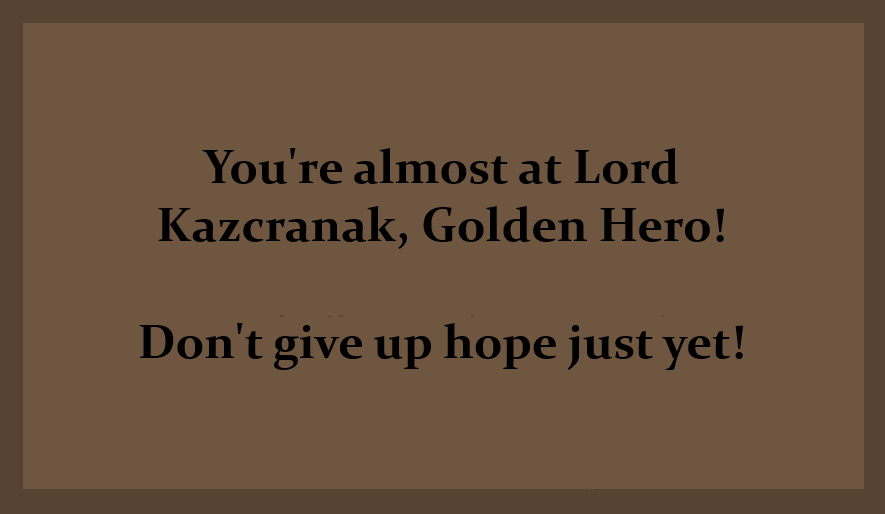 You're almost at Lord
Kazcranak, Golden Hero!
Don't give up hope just yet!